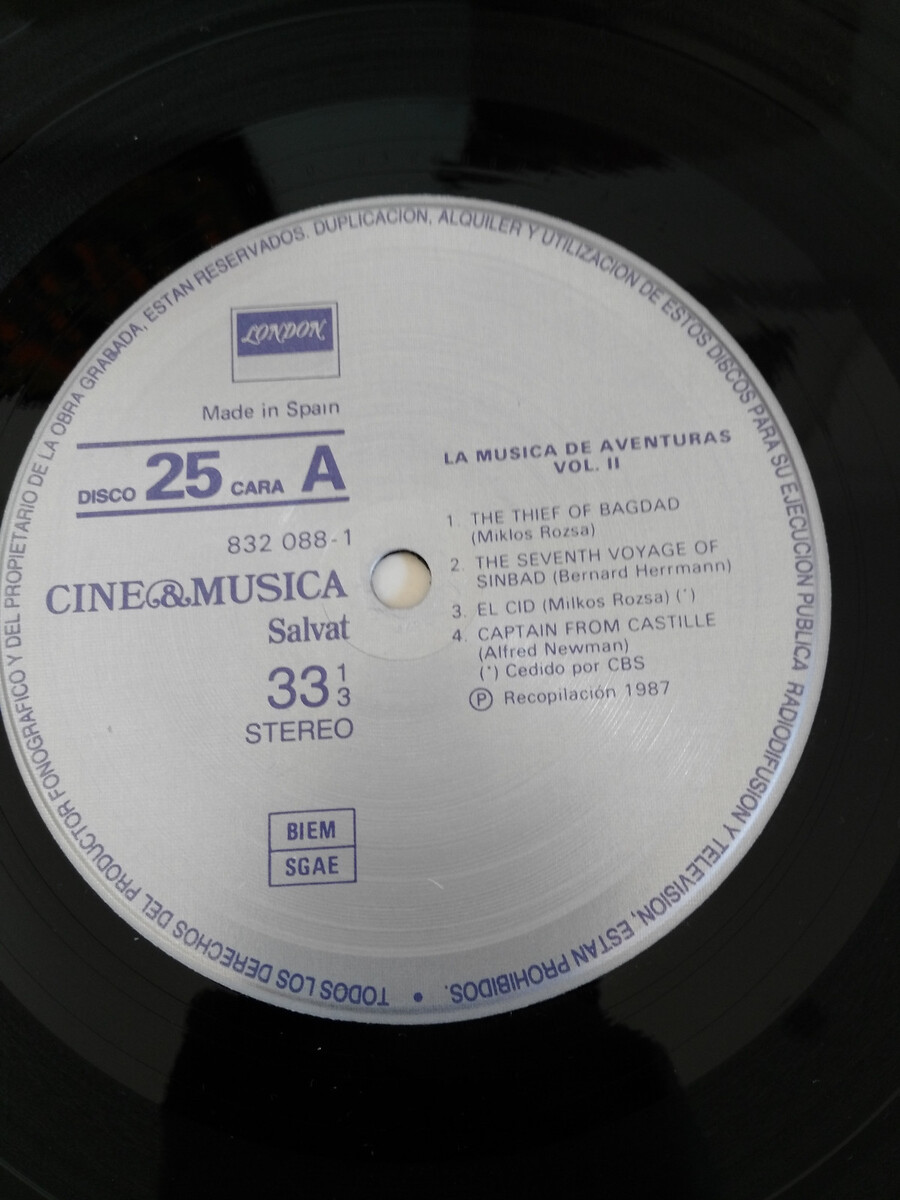 LONDON
Made in Spain
DISCO 25 CARA A
832 088-1
CINE&MUSICA
Salvat
33 1/3
STEREO
BIEM
SGAE
LA MUSICA DE AVENTURAS
VOL. II
1. THE THIEF OF BAGDAD
(Miklos Rozsa)
2. THE SEVENTH VOYAGE OF
SINBAD (Bernard Herrmann)
3. EL CID (Milkos Rozsa) (*)
4. CAPTAIN FROM CASTILLE
(Alfred Newman)
(*) Cedido por CBS
Ⓟ Recopilación 1987
TODOS LOS DERECHOS DEL PRODUCTOR FONOGRAFICO Y DEL PROPIETARIO DE LA OBRA GRABADA, ESTAN RESERVADOS. DUPLICACION, ALQUILER Y UTILIZACION DE ESTOS DISCOS PARA SU EJECUCION PUBLICA RADIODIFUSION Y TELEVISION, ESTAN PROHIBIDOS. •